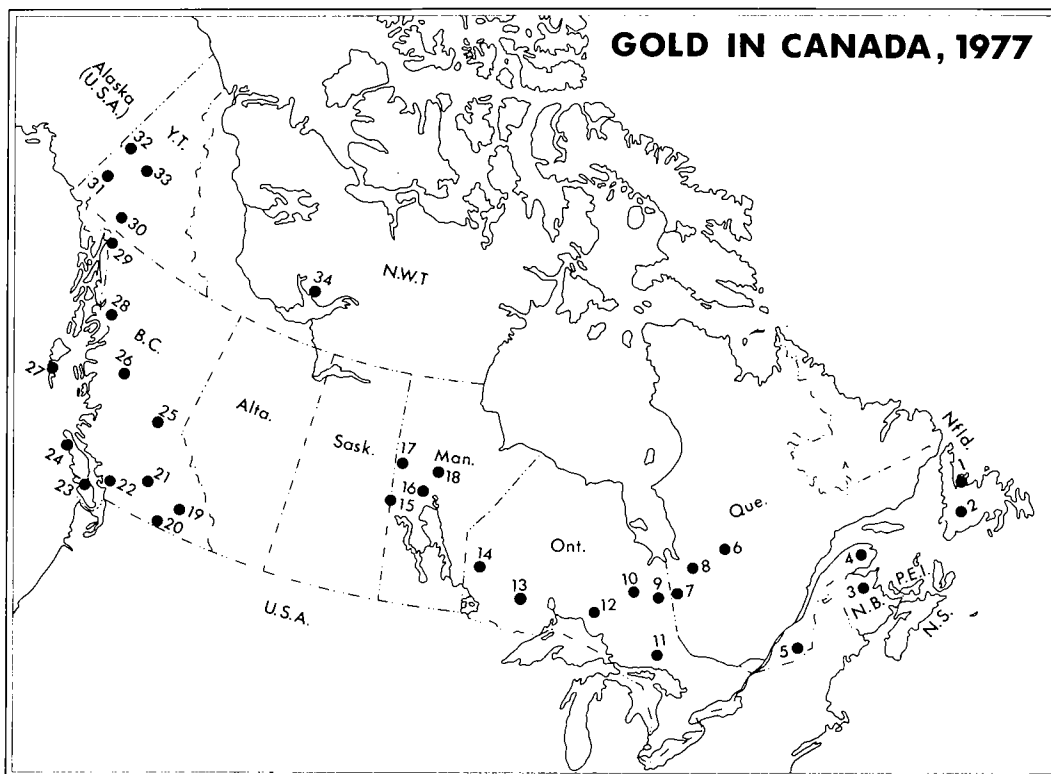 GOLD IN CANADA, 1977
Alaska
(U.S.A.)
Y.T.
32
33
31
30
29
34
N.W.T
28
B.C.
27
26
25
Alta.
Sask.
17
Man.
18
16
15
24
23
22
21
19
20
U.S.A.
14
13
Ont.
12
10
9
7
8
6
Que.
11
Nfld.
1
2
4
3
P.E.I.
N.B.
N.S.
5